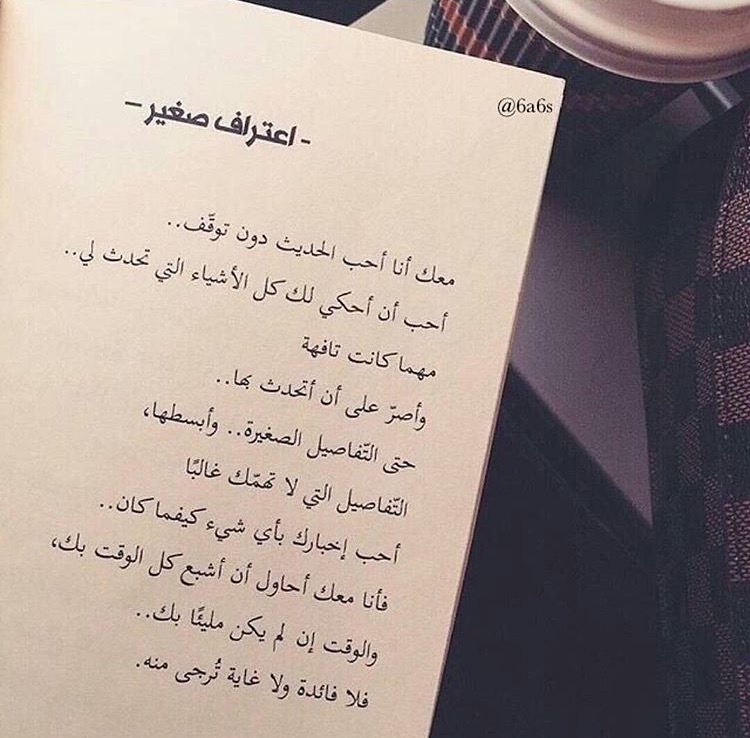 @6a6s
- اعتراف صغير -
معك أنا أحب الحديث دون توقّف..
أحب أن أحكي لك كل الأشياء التي تحدث لي..
مهما كانت تافهة
وأصرّ على أن أتحدث بها..
حتى التّفاصيل الصغيرة.. وأبسطها،
التّفاصيل التي لا تهمّك غالبًا
أحب إخبارك بأي شيء كيفما كان..
فأنا معك أحاول أن أشبع كل الوقت بك،
والوقت إن لم يكن مليئًا بك..
فلا فائدة ولا غاية تُرجى منه.